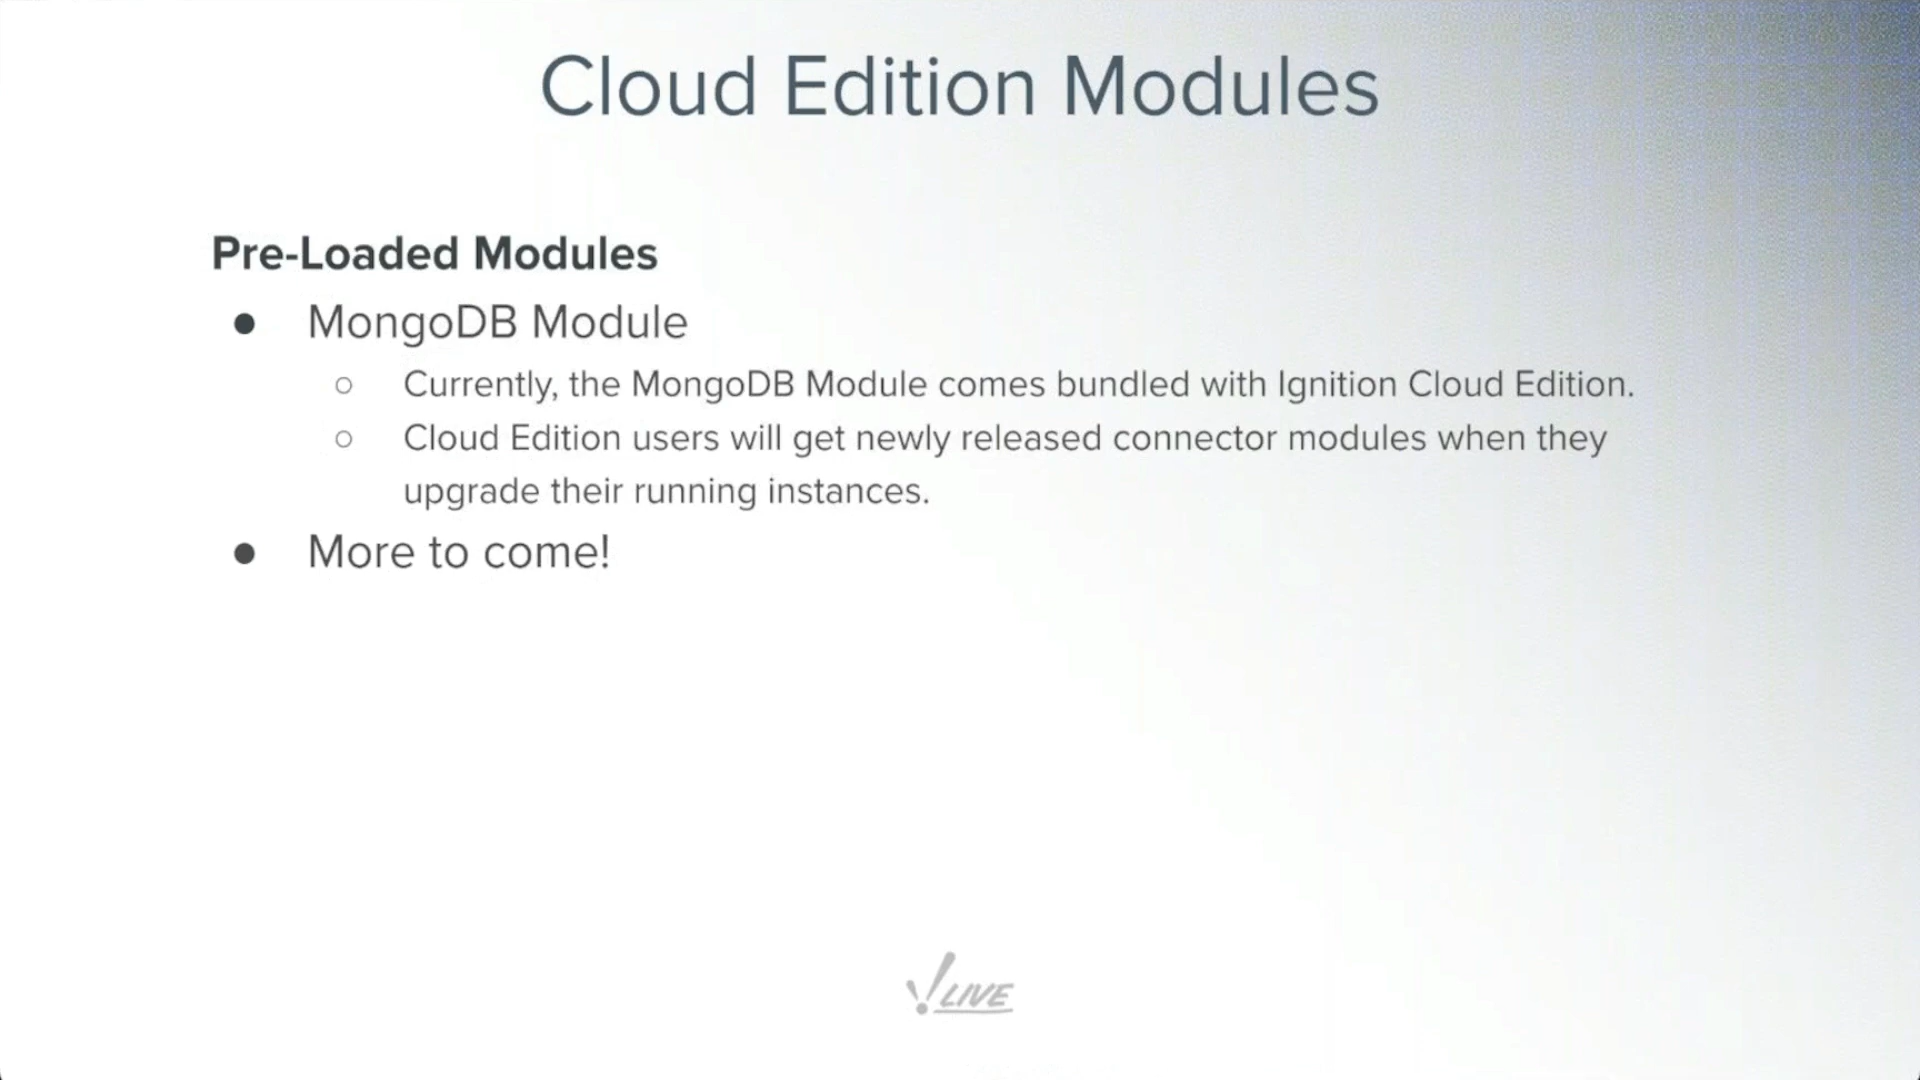 Cloud Edition Modules
Pre-Loaded Modules
● MongoDB Module
○ Currently, the MongoDB Module comes bundled with Ignition Cloud Edition.
○ Cloud Edition users will get newly released connector modules when they
upgrade their running instances.
● More to come!
LIVE